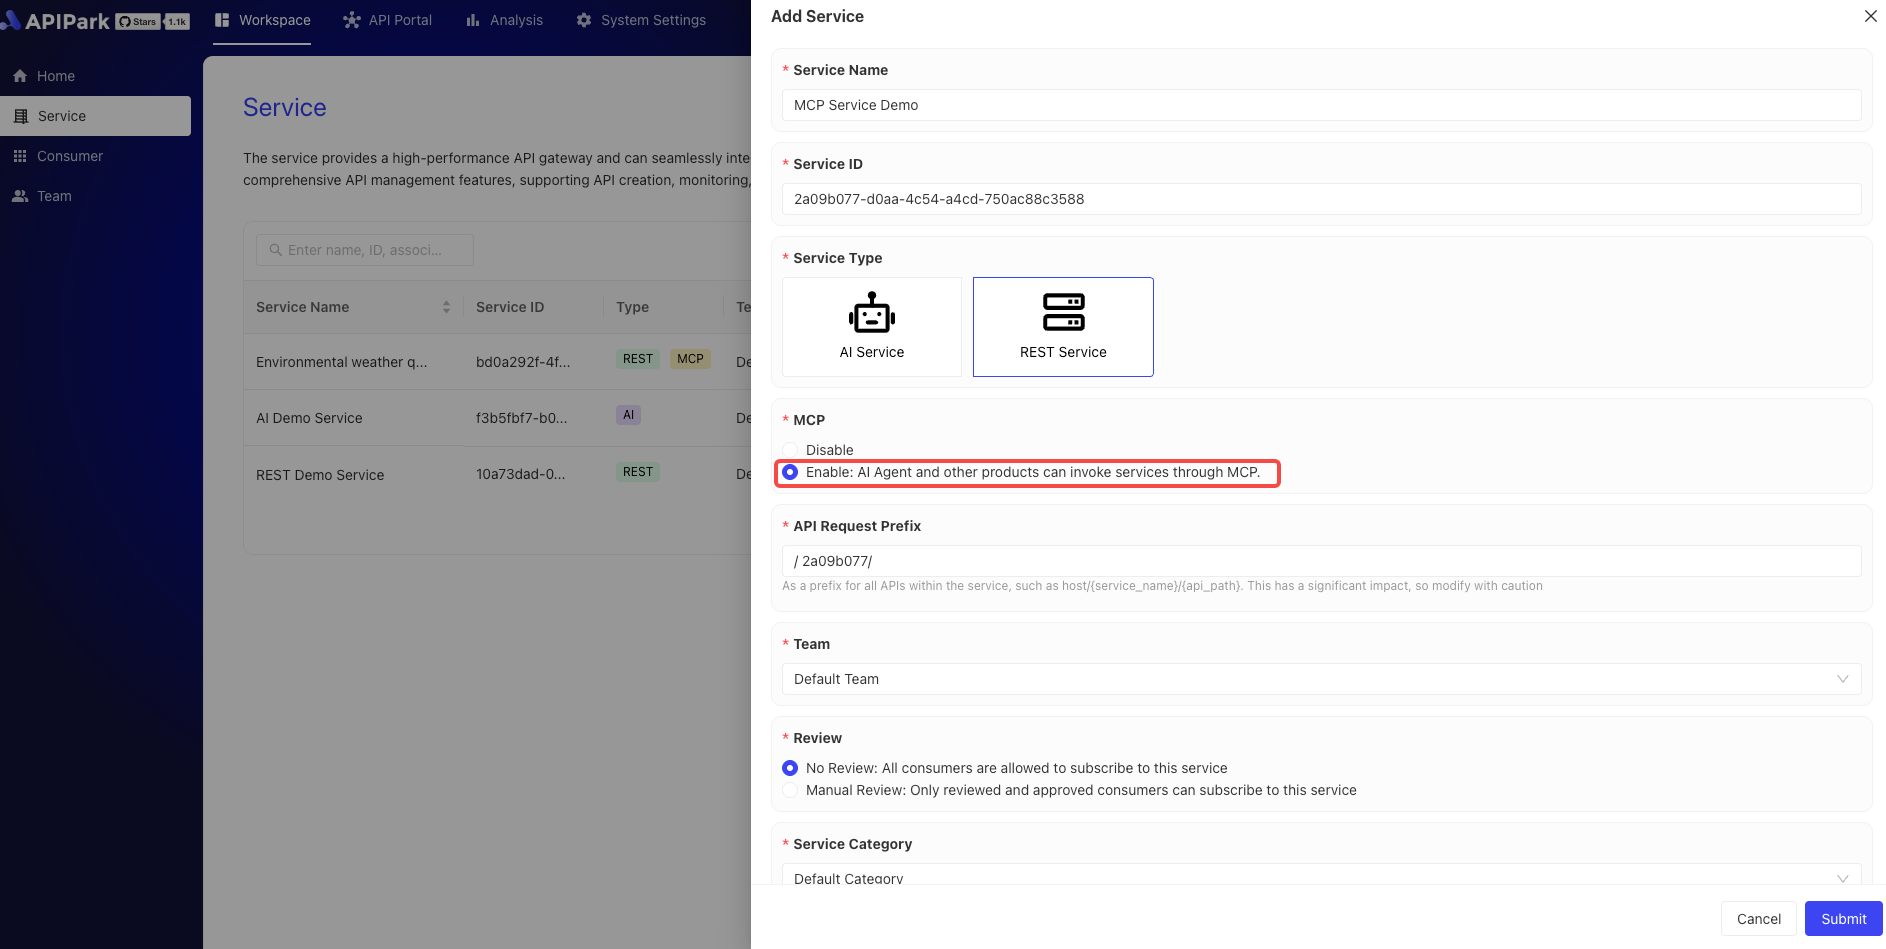 APIPark Stars 1.1k
Workspace
API Portal
Analysis
System Settings
Home
Service
Consumer
Team
Service
The service provides a high-performance API gateway and can seamlessly inte
comprehensive API management features, supporting API creation, monitoring,
Enter name, ID, associ...
Service Name Service ID Type Te
Environmental weather q... bd0a292f-4f... REST MCP De
AI Demo Service f3b5fbf7-b0... AI De
REST Demo Service 10a73dad-0... REST De
Add Service
* Service Name
MCP Service Demo
* Service ID
2a09b077-d0aa-4c54-a4cd-750ac88c3588
* Service Type
AI Service
REST Service
* MCP
Disable
Enable: AI Agent and other products can invoke services through MCP.
* API Request Prefix
/ 2a09b077/
As a prefix for all APIs within the service, such as host/{service_name}/{api_path}. This has a significant impact, so modify with caution
* Team
Default Team
* Review
No Review: All consumers are allowed to subscribe to this service
Manual Review: Only reviewed and approved consumers can subscribe to this service
* Service Category
Default Category
Cancel
Submit